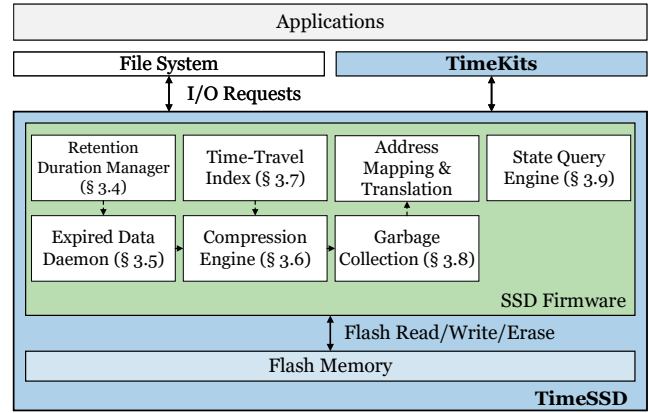 Applications
File System
TimeKits
I/O Requests
Retention
Duration Manager
(§ 3.4)
Time-Travel
Index (§ 3.7)
Address
Mapping &
Translation
State Query
Engine (§ 3.9)
Expired Data
Daemon (§ 3.5)
Compression
Engine (§ 3.6)
Garbage
Collection (§ 3.8)
SSD Firmware
Flash Read/Write/Erase
Flash Memory
TimeSSD